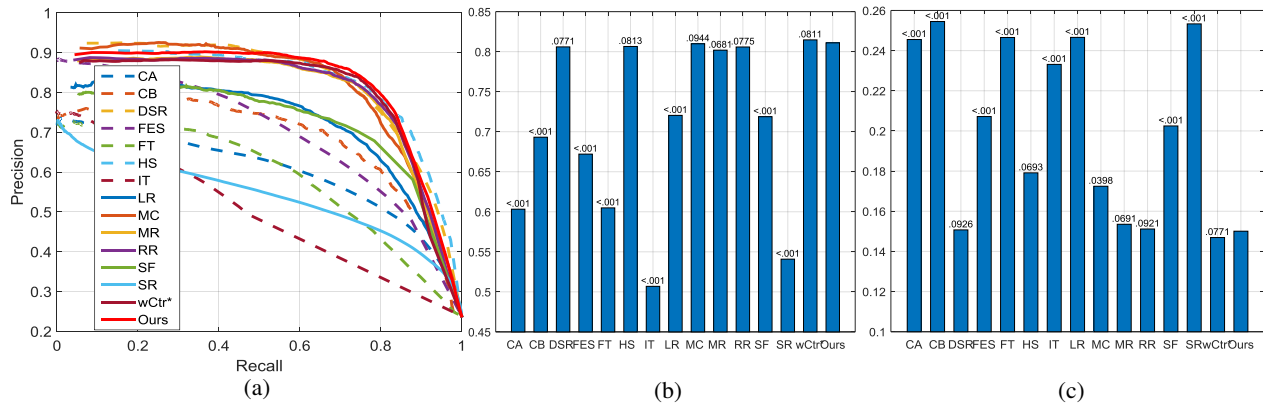 Precision
1
0.9
0.8
0.7
0.6
0.5
0.4
0.3
0.2
CA
CB
DSR
FES
FT
HS
IT
LR
MC
MR
RR
SF
SR
wCtr*
Ours
0 0.2 0.4 0.6 0.8 1
Recall
(a)
0.85
0.8
0.75
0.7
0.65
0.6
0.55
0.5
0.45
<.001 <.001 .0771 <.001 <.001 .0813 <.001 <.001 .0944 .0681 .0775 <.001 <.001 .0811
CA CB DSR FES FT HS IT LR MC MR RR SF SR wCtr* Ours
(b)
0.26
0.24
0.22
0.2
0.18
0.16
0.14
0.12
0.1
<.001 <.001 .0926 <.001 <.001 .0693 <.001 <.001 .0398 .0691 .0921 <.001 <.001 .0771
CA CB DSR FES FT HS IT LR MC MR RR SF SR wCtr* Ours
(c)